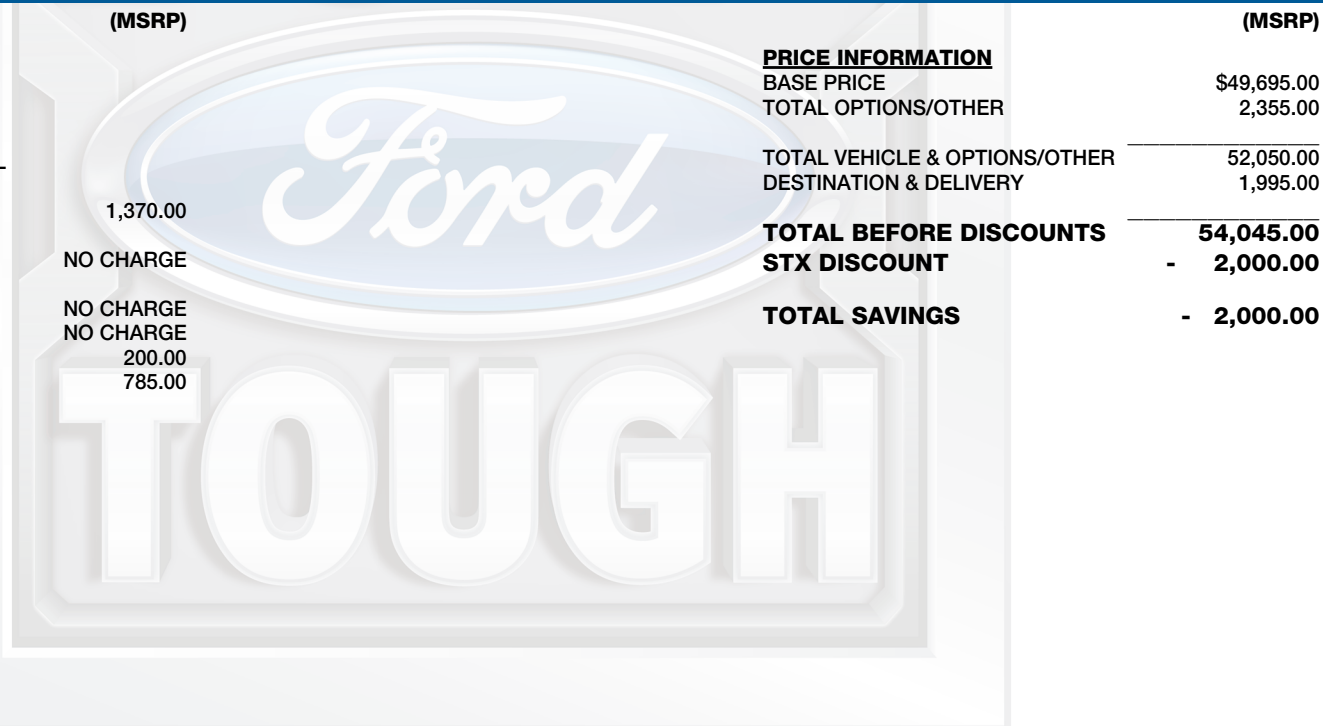 (MSRP)
1,370.00
NO CHARGE
NO CHARGE
NO CHARGE
200.00
785.00
(MSRP)
PRICE INFORMATION
BASE PRICE $49,695.00
TOTAL OPTIONS/OTHER 2,355.00
TOTAL VEHICLE & OPTIONS/OTHER 52,050.00
DESTINATION & DELIVERY 1,995.00
TOTAL BEFORE DISCOUNTS 54,045.00
STX DISCOUNT - 2,000.00
TOTAL SAVINGS - 2,000.00
Ford
TOUGH